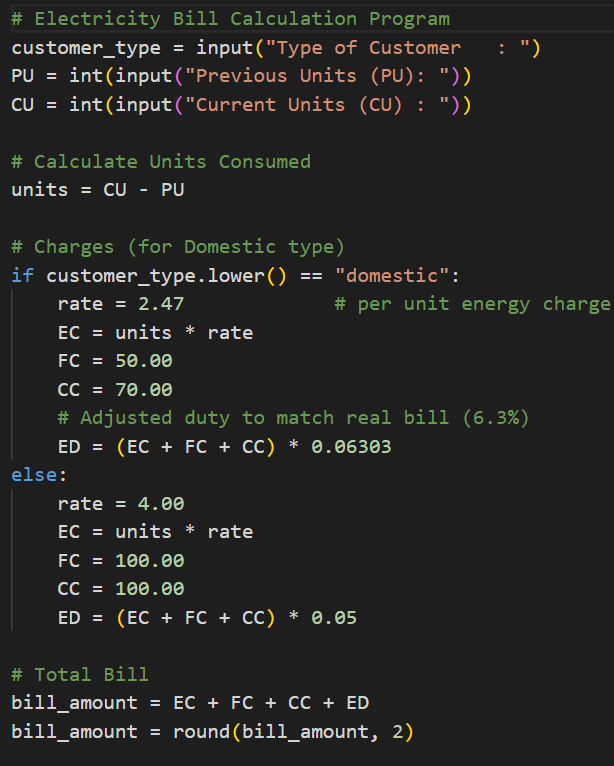 # Electricity Bill Calculation Program
customer_type = input("Type of Customer   : ")
PU = int(input("Previous Units (PU): "))
CU = int(input("Current Units (CU) : "))

# Calculate Units Consumed
units = CU - PU

# Charges (for Domestic type)
if customer_type.lower() == "domestic":
    rate = 2.47             # per unit energy charge
    EC = units * rate
    FC = 50.00
    CC = 70.00
    # Adjusted duty to match real bill (6.3%)
    ED = (EC + FC + CC) * 0.06303
else:
    rate = 4.00
    EC = units * rate
    FC = 100.00
    CC = 100.00
    ED = (EC + FC + CC) * 0.05

# Total Bill
bill_amount = EC + FC + CC + ED
bill_amount = round(bill_amount, 2)